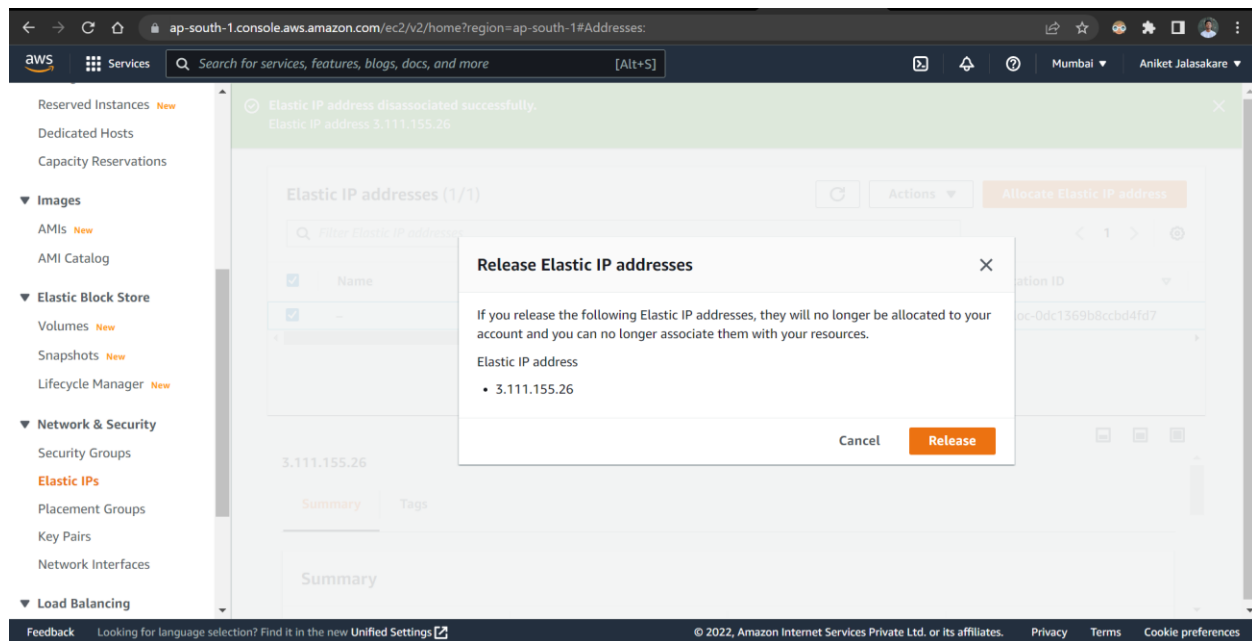 ap-south-1.console.aws.amazon.com/ec2/v2/home?region=ap-south-1#Addresses:
aws Services Search for services, features, blogs, docs, and more [Alt+S] Mumbai Aniket Jalasakare
Reserved Instances New
Dedicated Hosts
Capacity Reservations
Images
AMIs New
AMI Catalog
Elastic Block Store
Volumes New
Snapshots New
Lifecycle Manager New
Network & Security
Security Groups
Elastic IPs
Placement Groups
Key Pairs
Network Interfaces
Load Balancing
Elastic IP address disassociated successfully.
Elastic IP address 3.111.155.26
Elastic IP addresses (1/1) Actions Allocate Elastic IP address
Filter Elastic IP addresses 1
Name ation ID
– oc-0dc1369b8ccbd4fd7
Release Elastic IP addresses
If you release the following Elastic IP addresses, they will no longer be allocated to your
account and you can no longer associate them with your resources.
Elastic IP address
• 3.111.155.26
Cancel Release
3.111.155.26
Summary Tags
Summary
Feedback Looking for language selection? Find it in the new Unified Settings © 2022, Amazon Internet Services Private Ltd. or its affiliates. Privacy Terms Cookie preferences